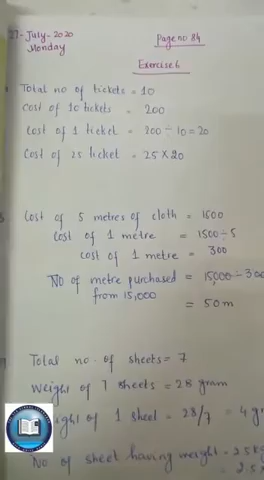 27-July-2020
Monday
Page no 84
Exercise.6
Total no of tickets = 10
Cost of 10 tickets = 200
Cost of 1 ticket = 200 ÷ 10 = 20
Cost of 25 ticket = 25 × 20
Cost of 5 metres of cloth = 1500
Cost of 1 metre = 1500 ÷ 5
Cost of 1 metre = 300
No of metre purchased = 15,000 ÷ 300
from 15,000 = 50 m
Total no. of sheets = 7
Weight of 7 sheets = 28 gram
of 1 sheet = 28/7 = 4
No of sheet having weight = 2.5 kg